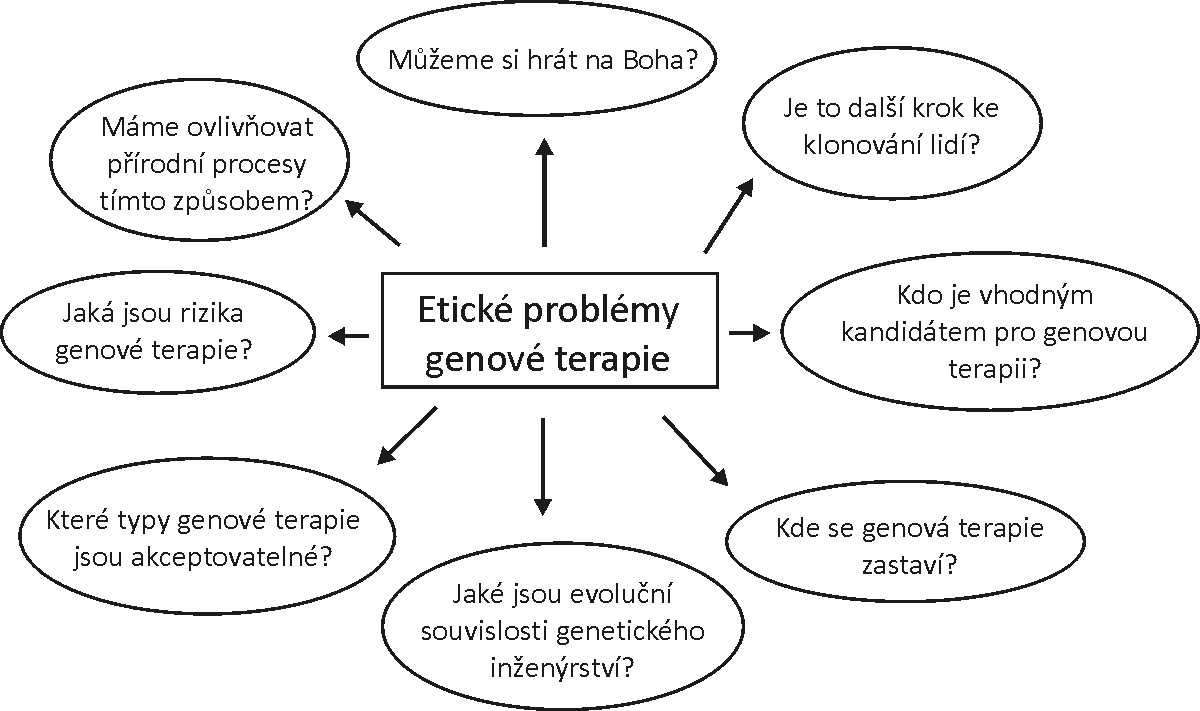 Můžeme si hrát na Boha?
Je to další krok ke
klonování lidí?
Máme ovlivňovat
přírodní procesy
tímto způsobem?
Etické problémy
genové terapie
Kdo je vhodným
kandidátem pro genovou
terapii?
Jaká jsou rizika
genové terapie?
Které typy genové terapie
jsou akceptovatelné?
Kde se genová terapie
zastaví?
Jaké jsou evoluční
souvislosti genetického
inženýrství?